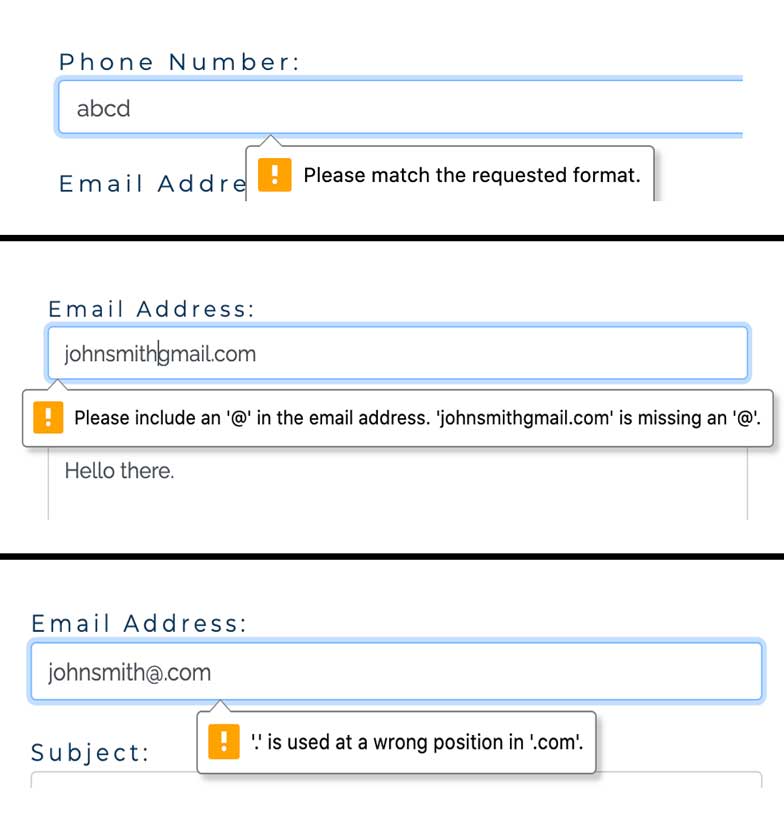 Phone Number:
abcd
Please match the requested format.
Email Addre
Email Address:
johnsmithgmail.com
Please include an '@' in the email address. 'johnsmithgmail.com' is missing an '@'.
Hello there.
Email Address:
johnsmith@.com
'.' is used at a wrong position in '.com'.
Subject: